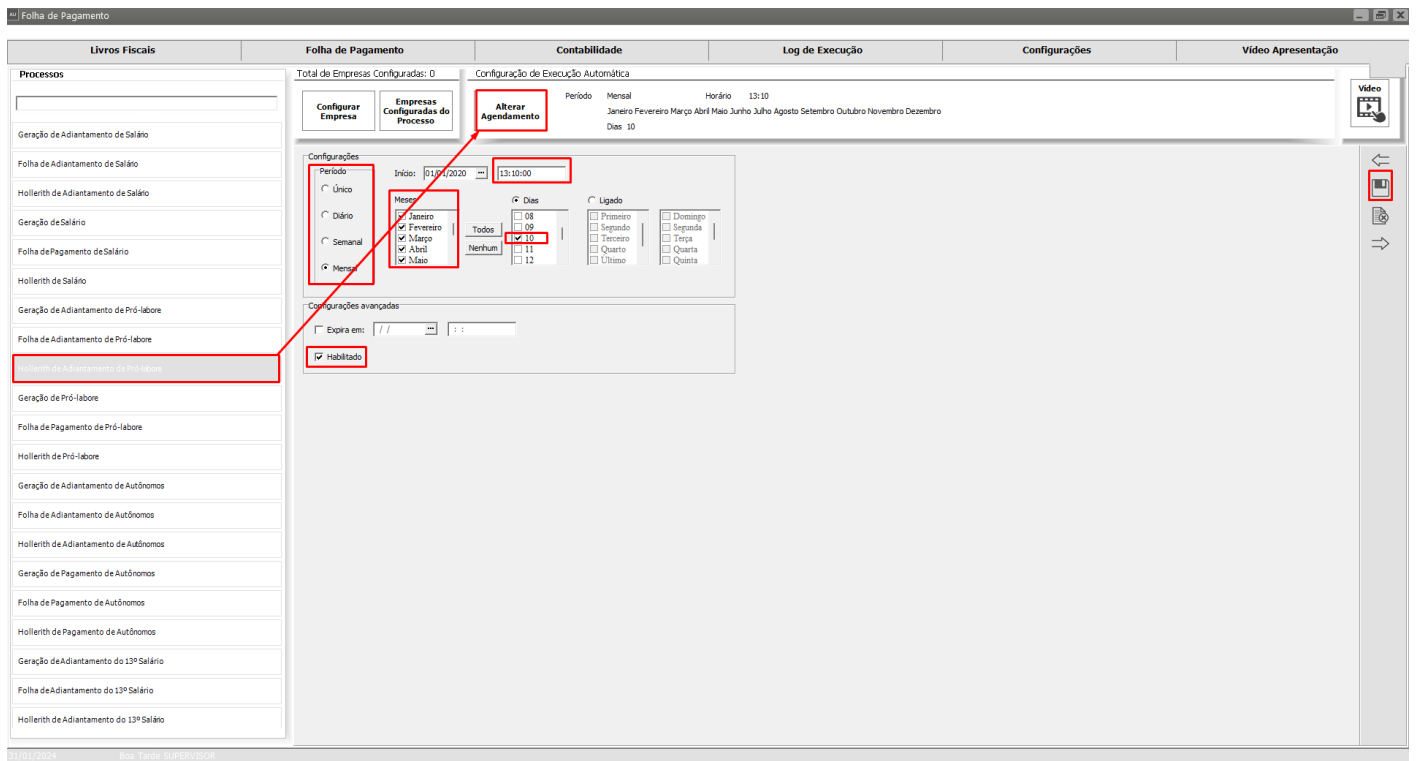 AU Folha de Pagamento
Livros Fiscais
Folha de Pagamento
Contabilidade
Log de Execução
Configurações
Vídeo Apresentação
Processos
Geração de Adiantamento de Salário
Folha de Adiantamento de Salário
Hollerith de Adiantamento de Salário
Geração de Salário
Folha de Pagamento de Salário
Hollerith de Salário
Geração de Adiantamento de Pró-labore
Folha de Adiantamento de Pró-labore
Hollerith de Adiantamento de Pró-labore
Geração de Pró-labore
Folha de Pagamento de Pró-labore
Hollerith de Pró-labore
Geração de Adiantamento de Autônomos
Folha de Adiantamento de Autônomos
Hollerith de Adiantamento de Autônomos
Geração de Pagamento de Autônomos
Folha de Pagamento de Autônomos
Hollerith de Pagamento de Autônomos
Geração de Adiantamento do 13º Salário
Folha de Adiantamento do 13º Salário
Hollerith de Adiantamento do 13º Salário
Total de Empresas Configuradas: 0
Configurar
Empresa
Empresas
Configuradas do
Processo
Configuração de Execução Automática
Alterar
Agendamento
Período Mensal Horário 13:10
Janeiro Fevereiro Março Abril Maio Junho Julho Agosto Setembro Outubro Novembro Dezembro
Dias 10
Vídeo
Configurações
Período
Único
Diário
Semanal
Mensal
Início: 01/01/2020 ... 13:10:00
Meses
Janeiro
Fevereiro
Março
Abril
Maio
Todos
Nenhum
Dias
08
09
10
11
12
Ligado
Primeiro
Segundo
Terceiro
Quarto
Último
Domingo
Segunda
Terça
Quarta
Quinta
Configurações avançadas
Expira em: / / ... : :
Habilitado
31/01/2024 Boa Tarde SUPERVISOR